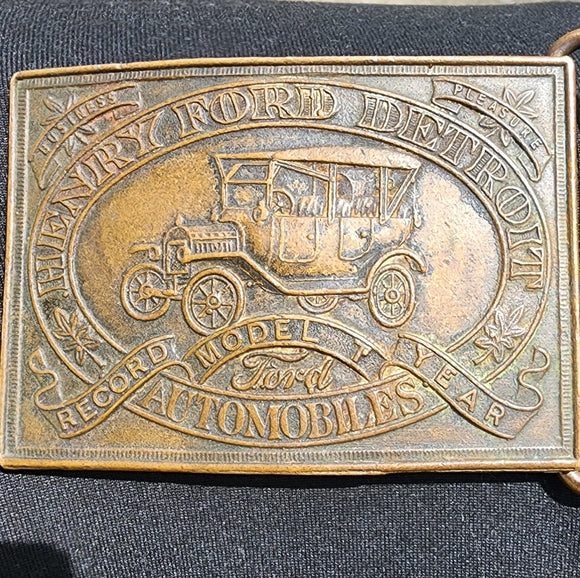 BUSINESS
PLEASURE
HENRY FORD DETROIT
RECORD MODEL T YEAR
Ford
AUTOMOBILES